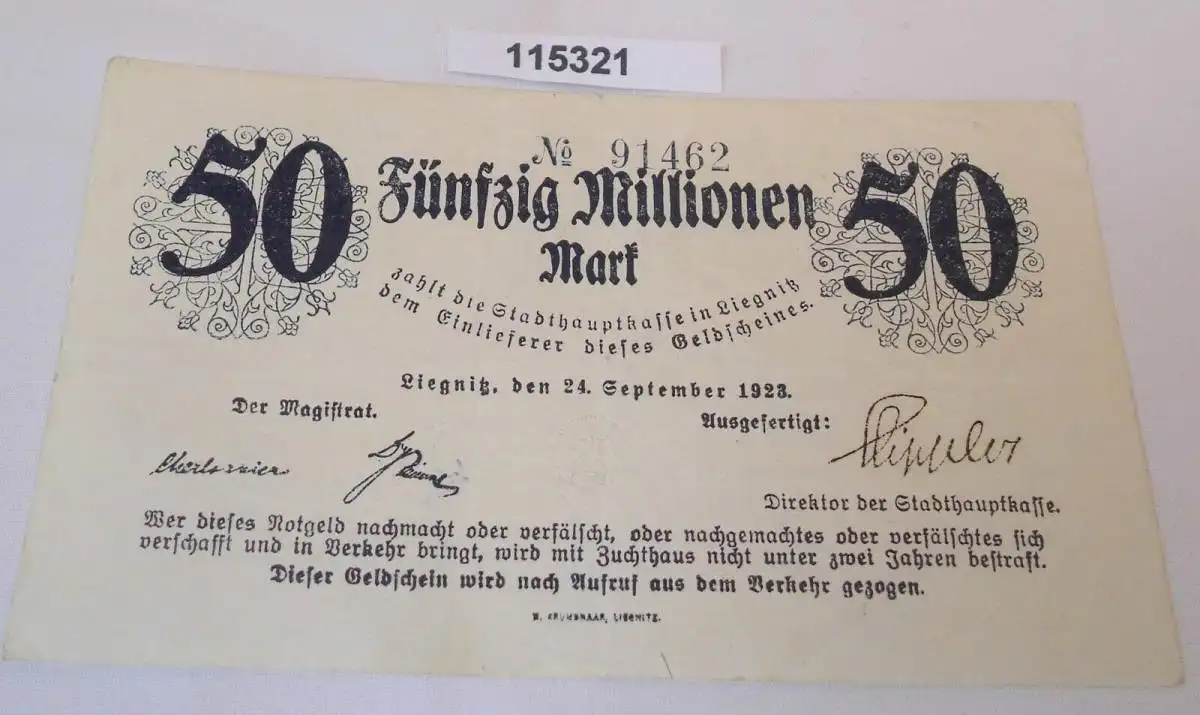 115321
№ 91462
50 Fünfzig Millionen 50
Mark
zahlt die Stadthauptkasse in Liegnitz
dem Einlieferer dieses Geldscheines.
Liegnitz, den 24. September 1923.
Der Magistrat.
Ausgefertigt:
Direktor der Stadthauptkasse.
Wer dieses Notgeld nachmacht oder verfälscht, oder nachgemachtes oder verfälschtes sich
verschafft und in Verkehr bringt, wird mit Zuchthaus nicht unter zwei Jahren bestraft.
Dieser Geldschein wird nach Aufruf aus dem Verkehr gezogen.
LIEGNITZ.